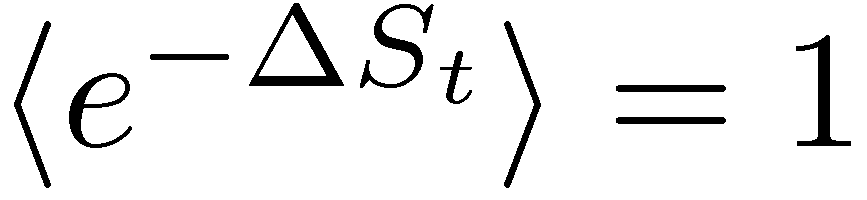 ⟨e^{-ΔS_t}⟩ = 1